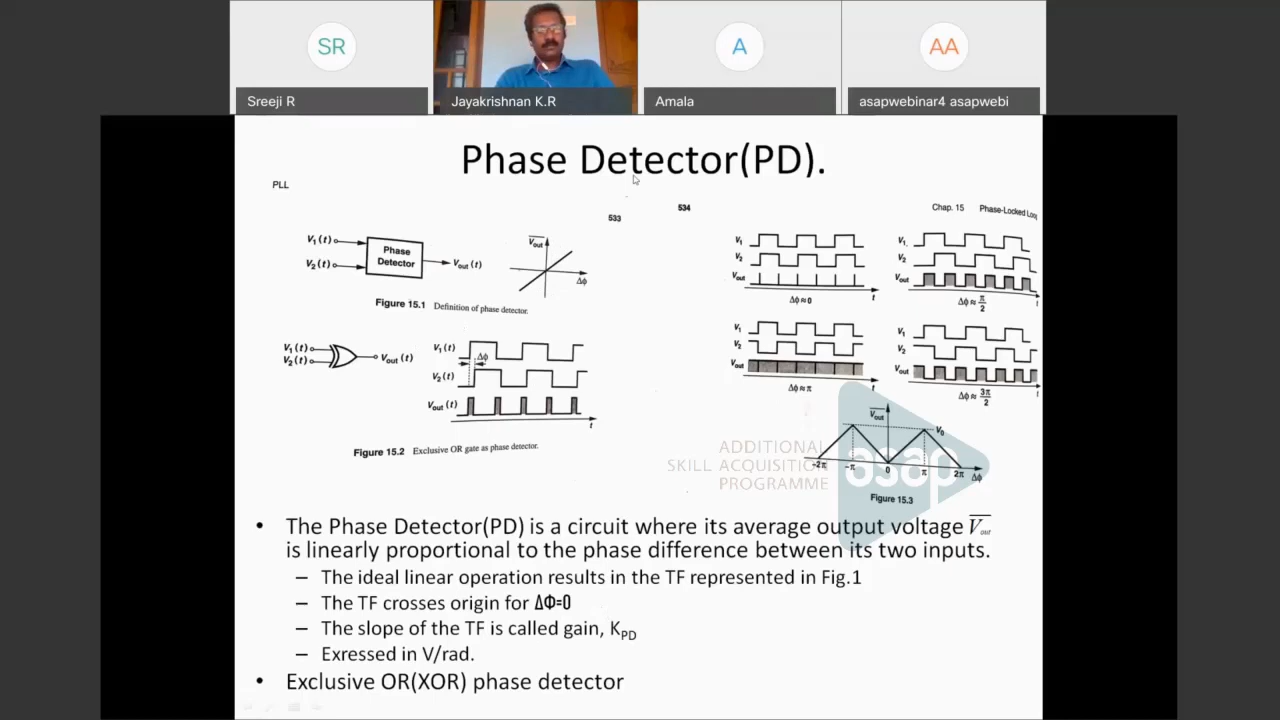 SR
A
AA
Sreeji R
Jayakrishnan K.R
Amala
asapwebinar4 asapwebi
Phase Detector(PD).
PLL
533
V1(t)
V2(t)
Phase
Detector
Vout(t)
Vout
Δϕ
Figure 15.1 Definition of phase detector.
V1(t)
V2(t)
Vout(t)
V1(t)
Δϕ
V2(t)
Vout(t)
t
Figure 15.2 Exclusive OR gate as phase detector.
534
Chap. 15 Phase-Locked Loo
V1
V2
Vout
t
Δϕ ≈ 0
V1
V2
Vout
t
Δϕ ≈ π/2
V1
V2
Vout
t
Δϕ ≈ π
V1
V2
Vout
t
Δϕ ≈ 3π/2
Vout
V0
-2π -π 0 π 2π Δϕ
Figure 15.3
ADDITIONAL
SKILL ACQUISITION
PROGRAMME
asap
• The Phase Detector(PD) is a circuit where its average output voltage V̅out
is linearly proportional to the phase difference between its two inputs.
– The ideal linear operation results in the TF represented in Fig.1
– The TF crosses origin for ΔΦ=0
– The slope of the TF is called gain, KPD
– Exressed in V/rad.
• Exclusive OR(XOR) phase detector